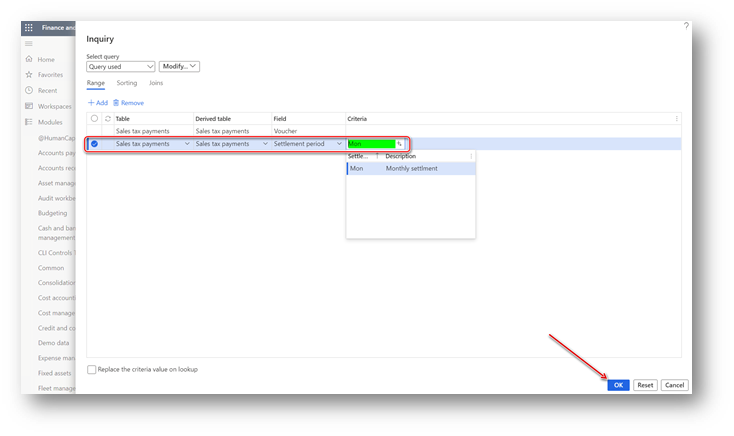 Finance and
?
Inquiry
Select query
Query used
Modify...
Range Sorting Joins
+ Add Remove
Table Derived table Field Criteria
Sales tax payments Sales tax payments Voucher
Sales tax payments Sales tax payments Settlement period Mon
Settle... ↑ Description
Mon Monthly settlment
Home
Favorites
Recent
Workspaces
Modules
@HumanCap
Accounts pay
Accounts rece
Asset manage
Audit workbe
Budgeting
Cash and ban
management
CLI Controls T
Common
Consolidation
Cost accounti
Cost manage
Credit and co
Demo data
Expense man
Fixed assets
Fleet manage
Replace the criteria value on lookup
OK Reset Cancel